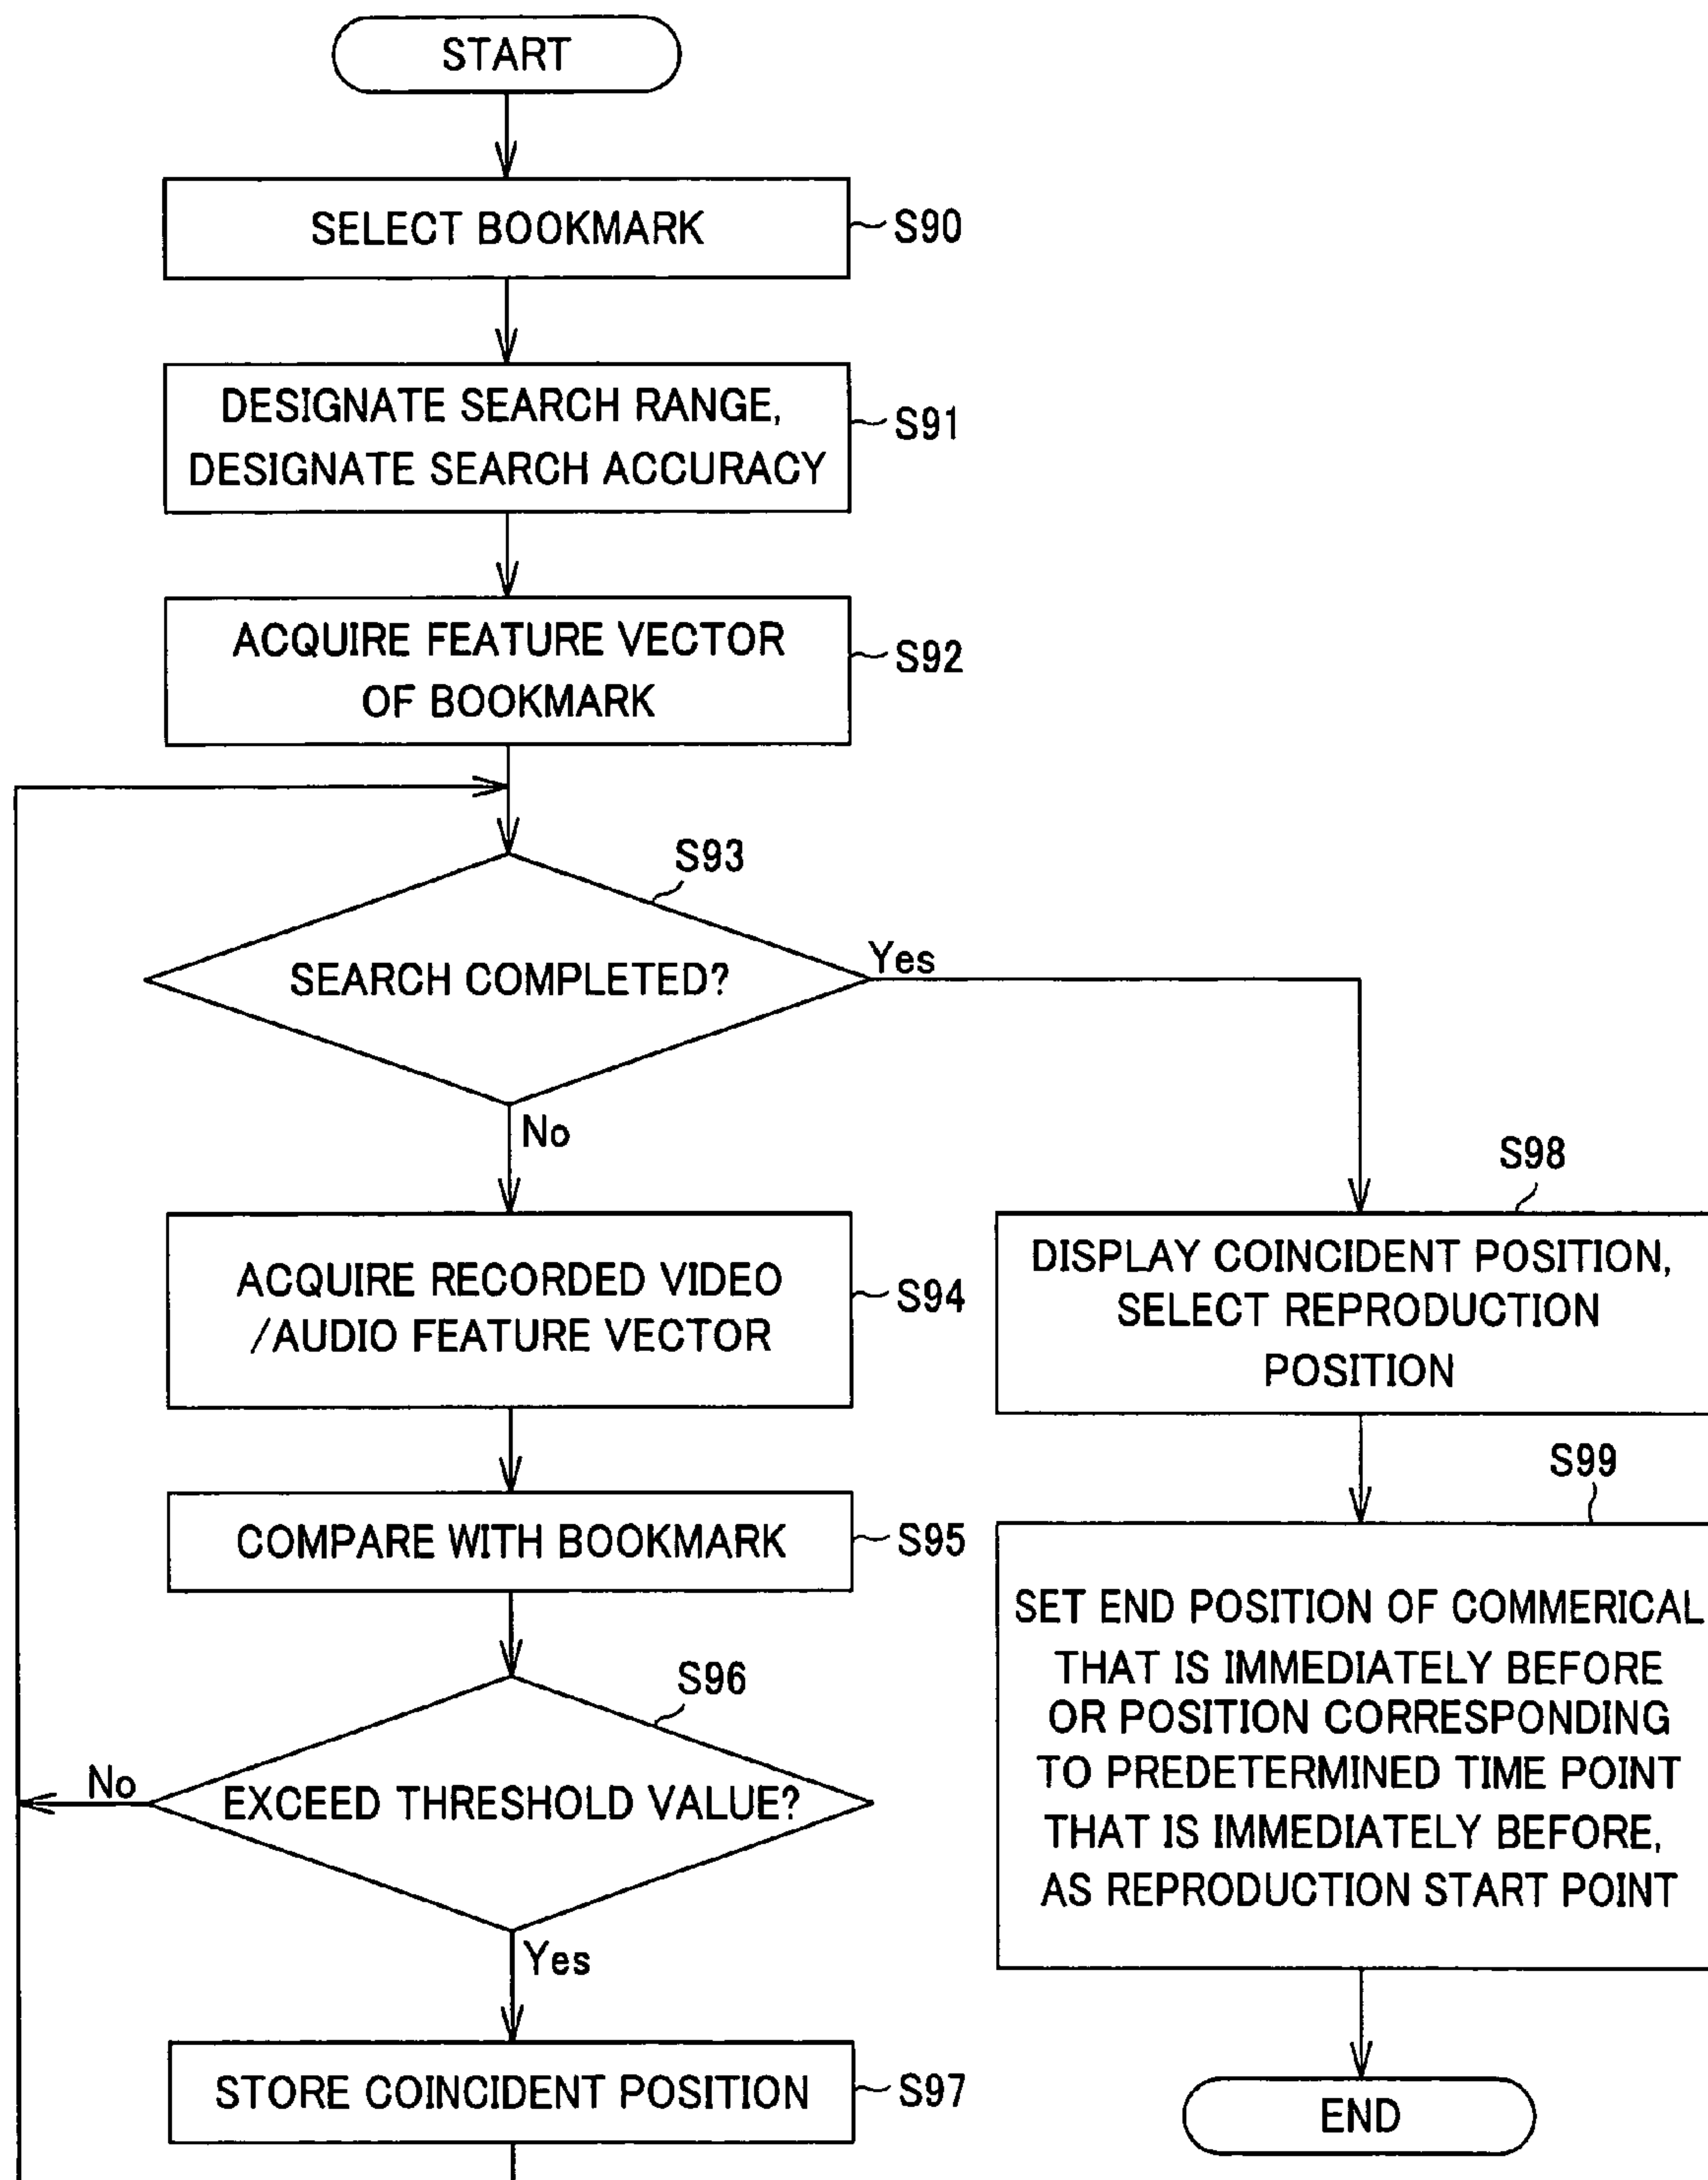 START
SELECT BOOKMARK
S90
DESIGNATE SEARCH RANGE,
DESIGNATE SEARCH ACCURACY
S91
ACQUIRE FEATURE VECTOR
OF BOOKMARK
S92
S93
SEARCH COMPLETED?
Yes
No
ACQUIRE RECORDED VIDEO
/AUDIO FEATURE VECTOR
S94
COMPARE WITH BOOKMARK
S95
S96
EXCEED THRESHOLD VALUE?
No
Yes
STORE COINCIDENT POSITION
S97
S98
DISPLAY COINCIDENT POSITION,
SELECT REPRODUCTION
POSITION
S99
SET END POSITION OF COMMERICAL
THAT IS IMMEDIATELY BEFORE
OR POSITION CORRESPONDING
TO PREDETERMINED TIME POINT
THAT IS IMMEDIATELY BEFORE,
AS REPRODUCTION START POINT
END